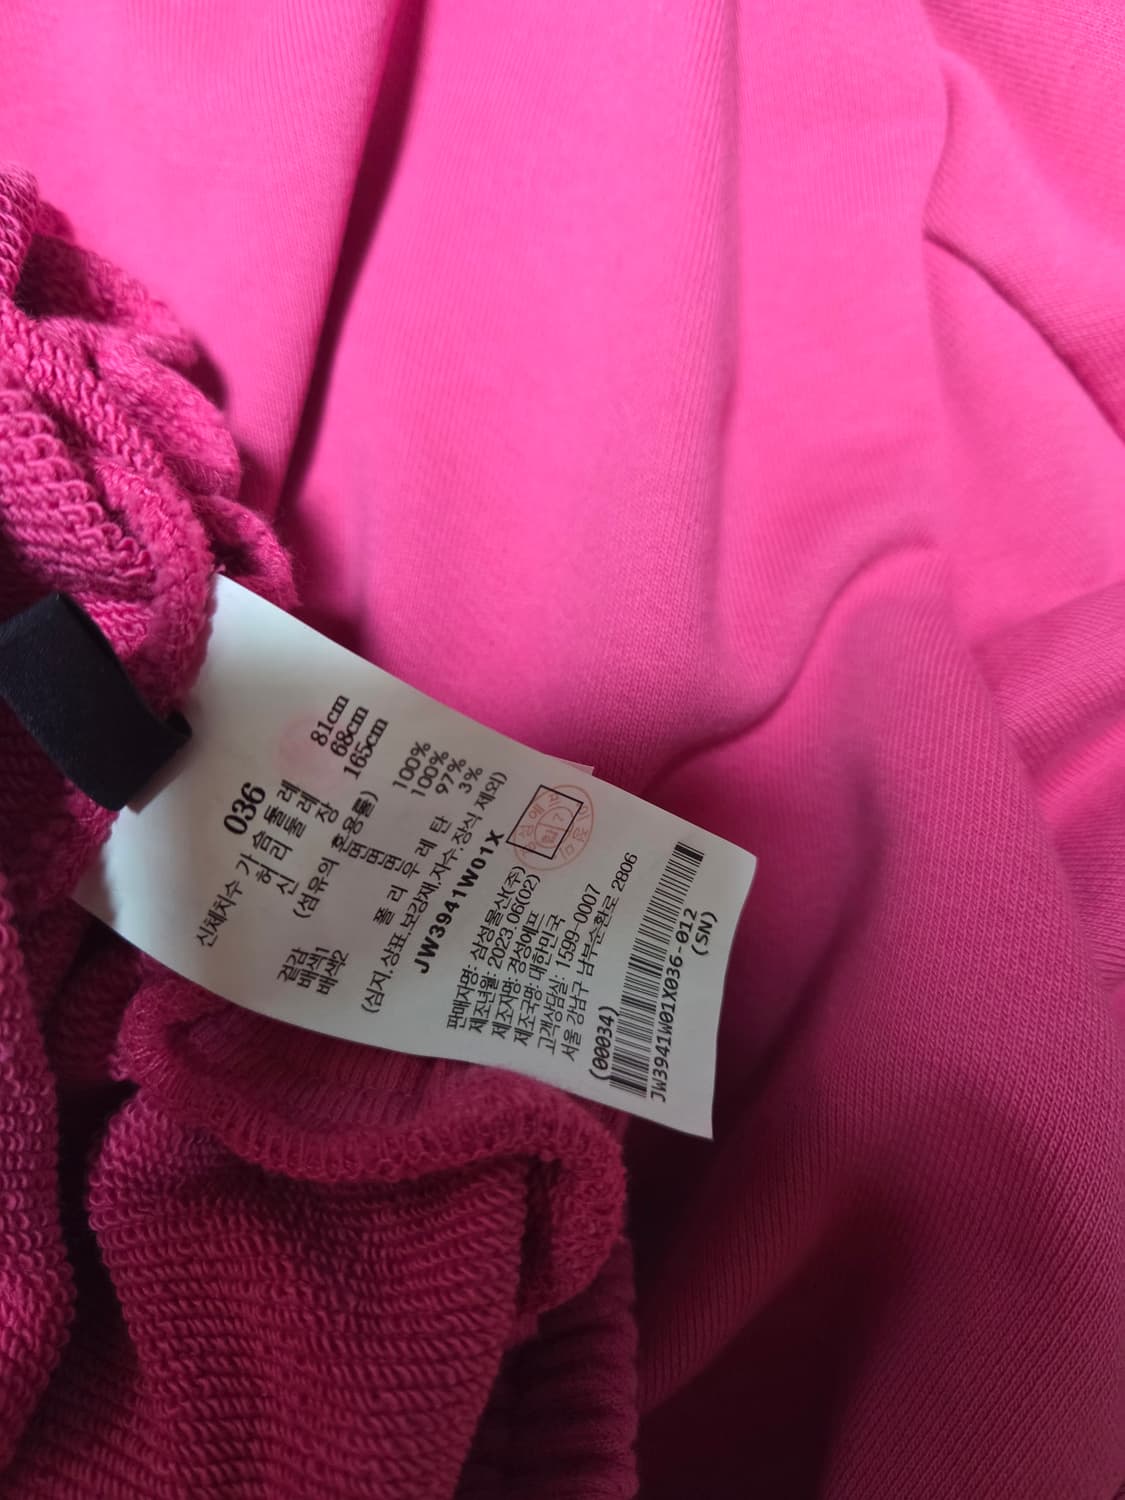 036
신체치수 가슴둘레 81cm
허리둘레 68cm
신장 165cm
(섬유의 혼용률)
겉감 면 100%
배색1 면 100%
배색2 면 97%
폴리우레탄 3%
(심지,상표,보강재,자수,장식 제외)
JW3941W01X
판매자명: 삼성물산(주)
제조년월: 2023.06(02)
제조자명: 경성에프
제조국명: 대한민국
고객상담실: 1599-0007
서울 강남구 남부순환로 2806
(00034)
JW3941W01X036-012
(SN)